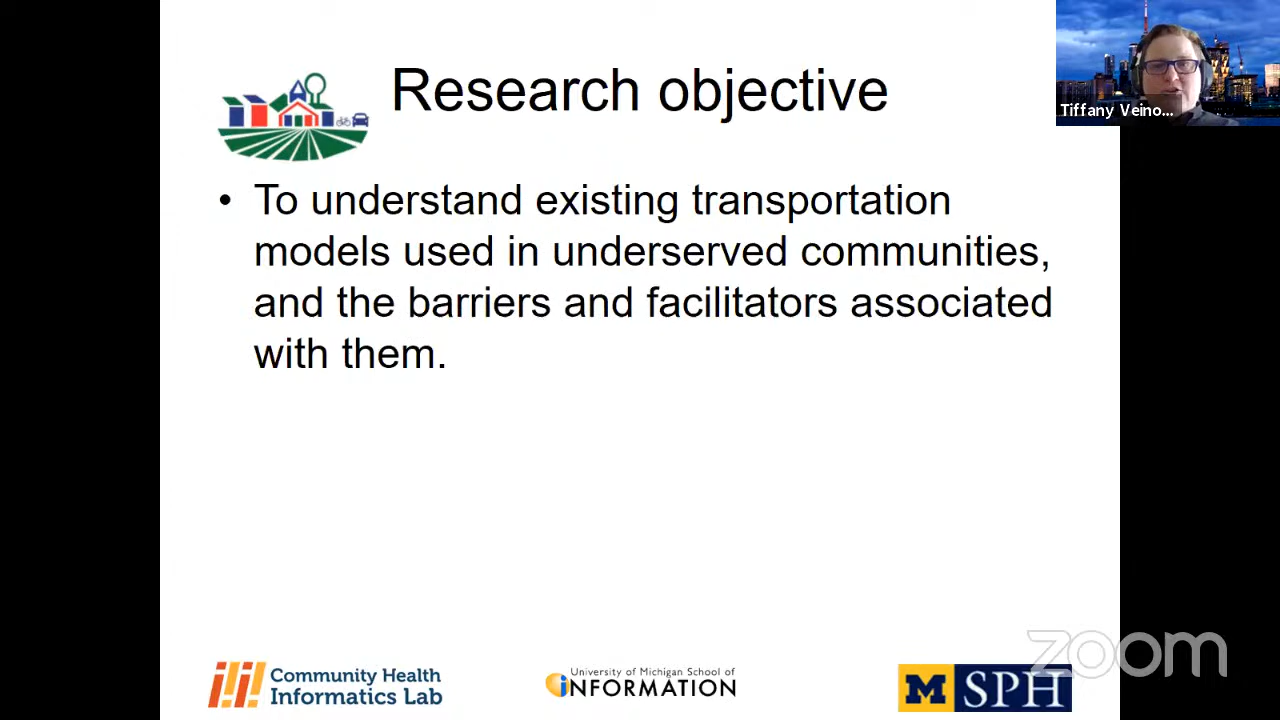 Research objective
Tiffany Veino...
• To understand existing transportation
models used in underserved communities,
and the barriers and facilitators associated
with them.
zoom
Community Health
Informatics Lab
University of Michigan School of
iNFORMATION
M SPH